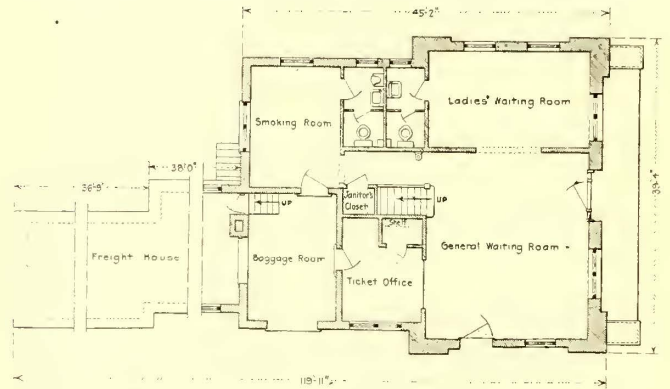 45'-2"
Smoking Room
Ladies' Waiting Room
38'0"
36'-9"
39'-4"
UP
Janitor's
Closet
UP
Shelf
Freight House
Baggage Room
General Waiting Room
Ticket Office
119'-11"